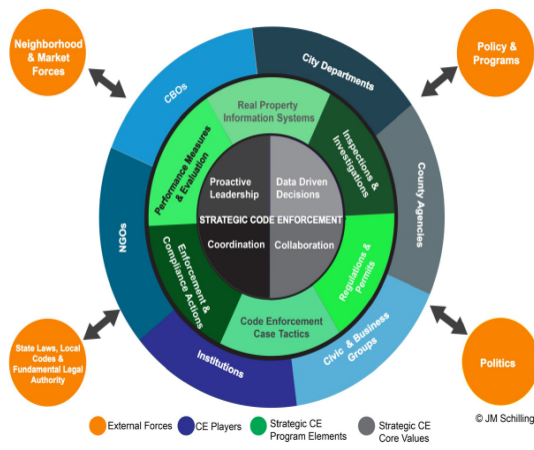 Neighborhood
& Market
Forces
Policy &
Programs
CBOs
City Departments
Real Property
Information Systems
Performance Measures
& Evaluation
Inspections &
Investigations
NGOs
County Agencies
Proactive
Leadership
Data Driven
Decisions
STRATEGIC CODE ENFORCEMENT
Coordination
Collaboration
Enforcement &
Compliance Actions
Regulations &
Permits
Code Enforcement
Case Tactics
State Laws, Local
Codes &
Fundamental Legal
Authority
Institutions
Civic & Business
Groups
Politics
© JM Schilling
External Forces
CE Players
Strategic CE
Program Elements
Strategic CE
Core Values